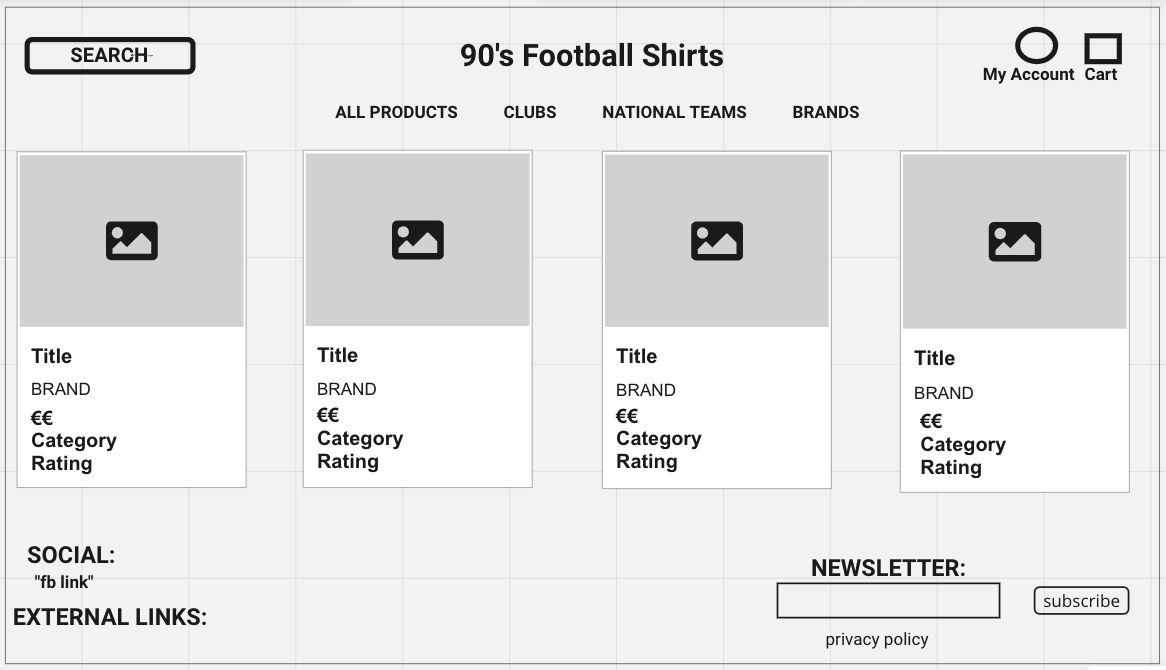 SEARCH
90's Football Shirts
My Account
Cart
ALL PRODUCTS
CLUBS
NATIONAL TEAMS
BRANDS
Title
BRAND
€€
Category
Rating
Title
BRAND
€€
Category
Rating
Title
BRAND
€€
Category
Rating
Title
BRAND
€€
Category
Rating
SOCIAL:
"fb link"
EXTERNAL LINKS:
NEWSLETTER:
subscribe
privacy policy